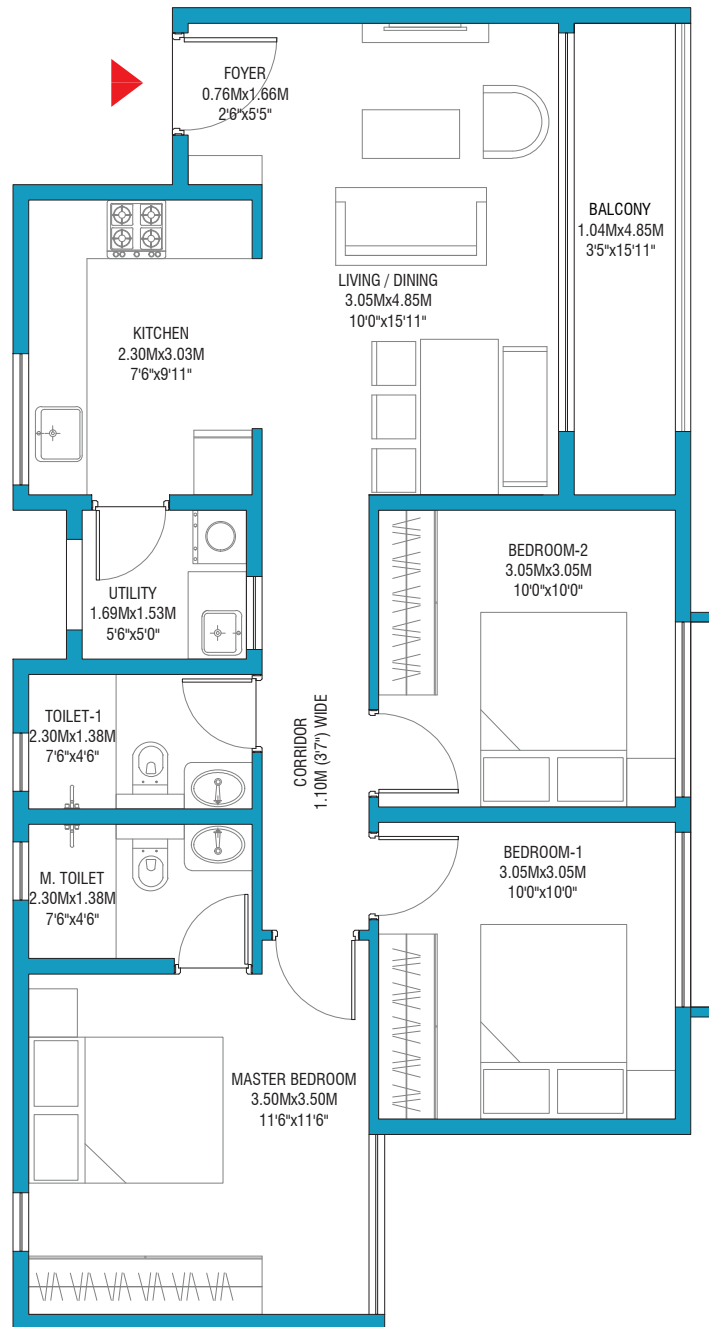 FOYER
0.76Mx1.66M
2'6"x5'5"
BALCONY
1.04Mx4.85M
3'5"x15'11"
LIVING / DINING
3.05Mx4.85M
10'0"x15'11"
KITCHEN
2.30Mx3.03M
7'6"x9'11"
BEDROOM-2
3.05Mx3.05M
10'0"x10'0"
UTILITY
1.69Mx1.53M
5'6"x5'0"
TOILET-1
2.30Mx1.38M
7'6"x4'6"
CORRIDOR
1.10M (3'7") WIDE
BEDROOM-1
3.05Mx3.05M
10'0"x10'0"
M. TOILET
2.30Mx1.38M
7'6"x4'6"
MASTER BEDROOM
3.50Mx3.50M
11'6"x11'6"